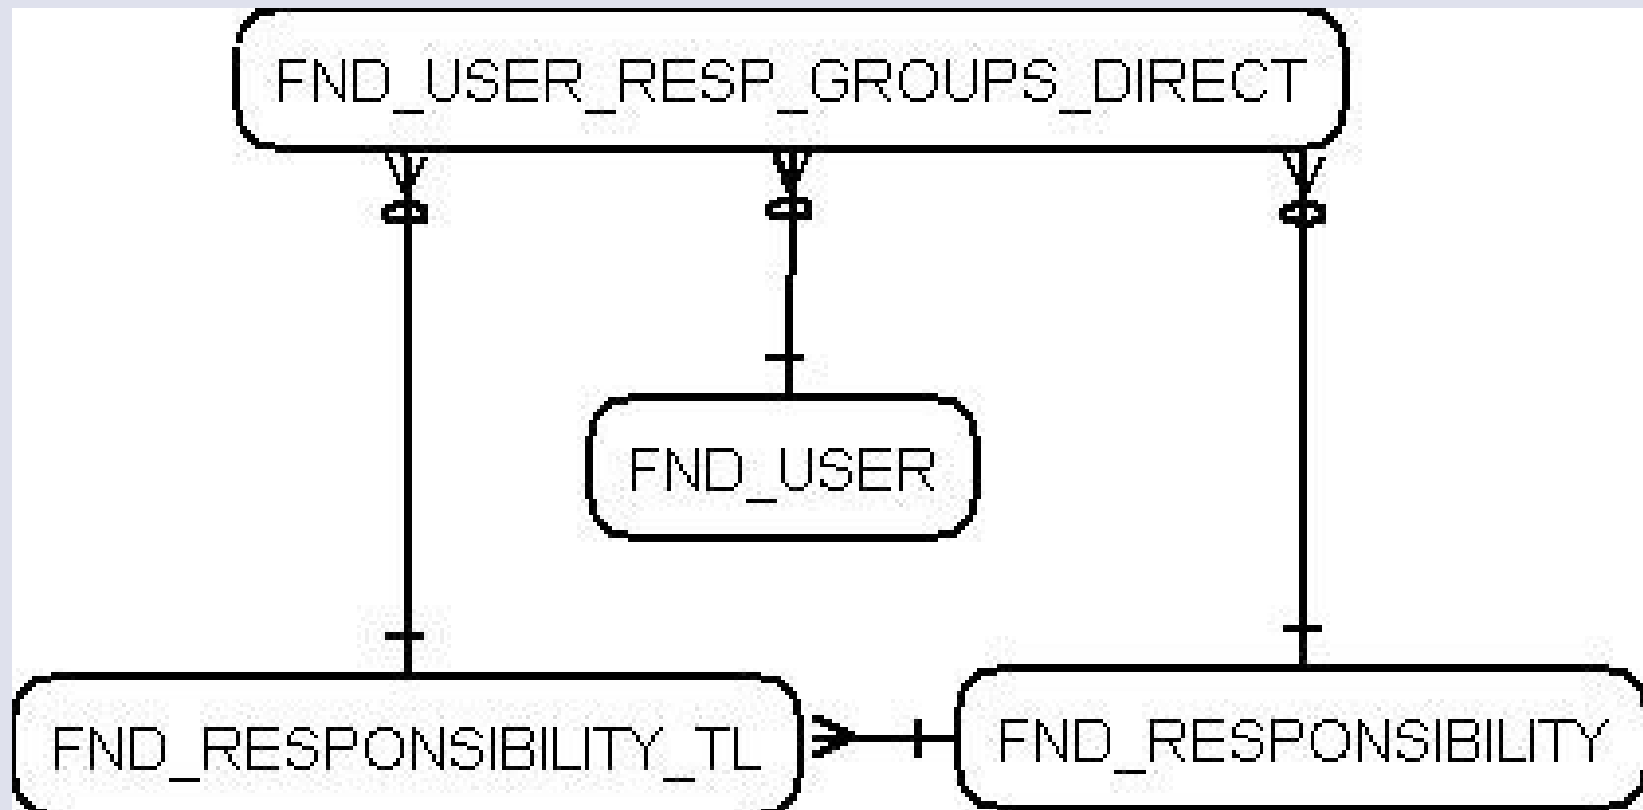 FND_USER_RESP_GROUPS_DIRECT
FND_USER
FND_RESPONSIBILITY_TL
FND_RESPONSIBILITY